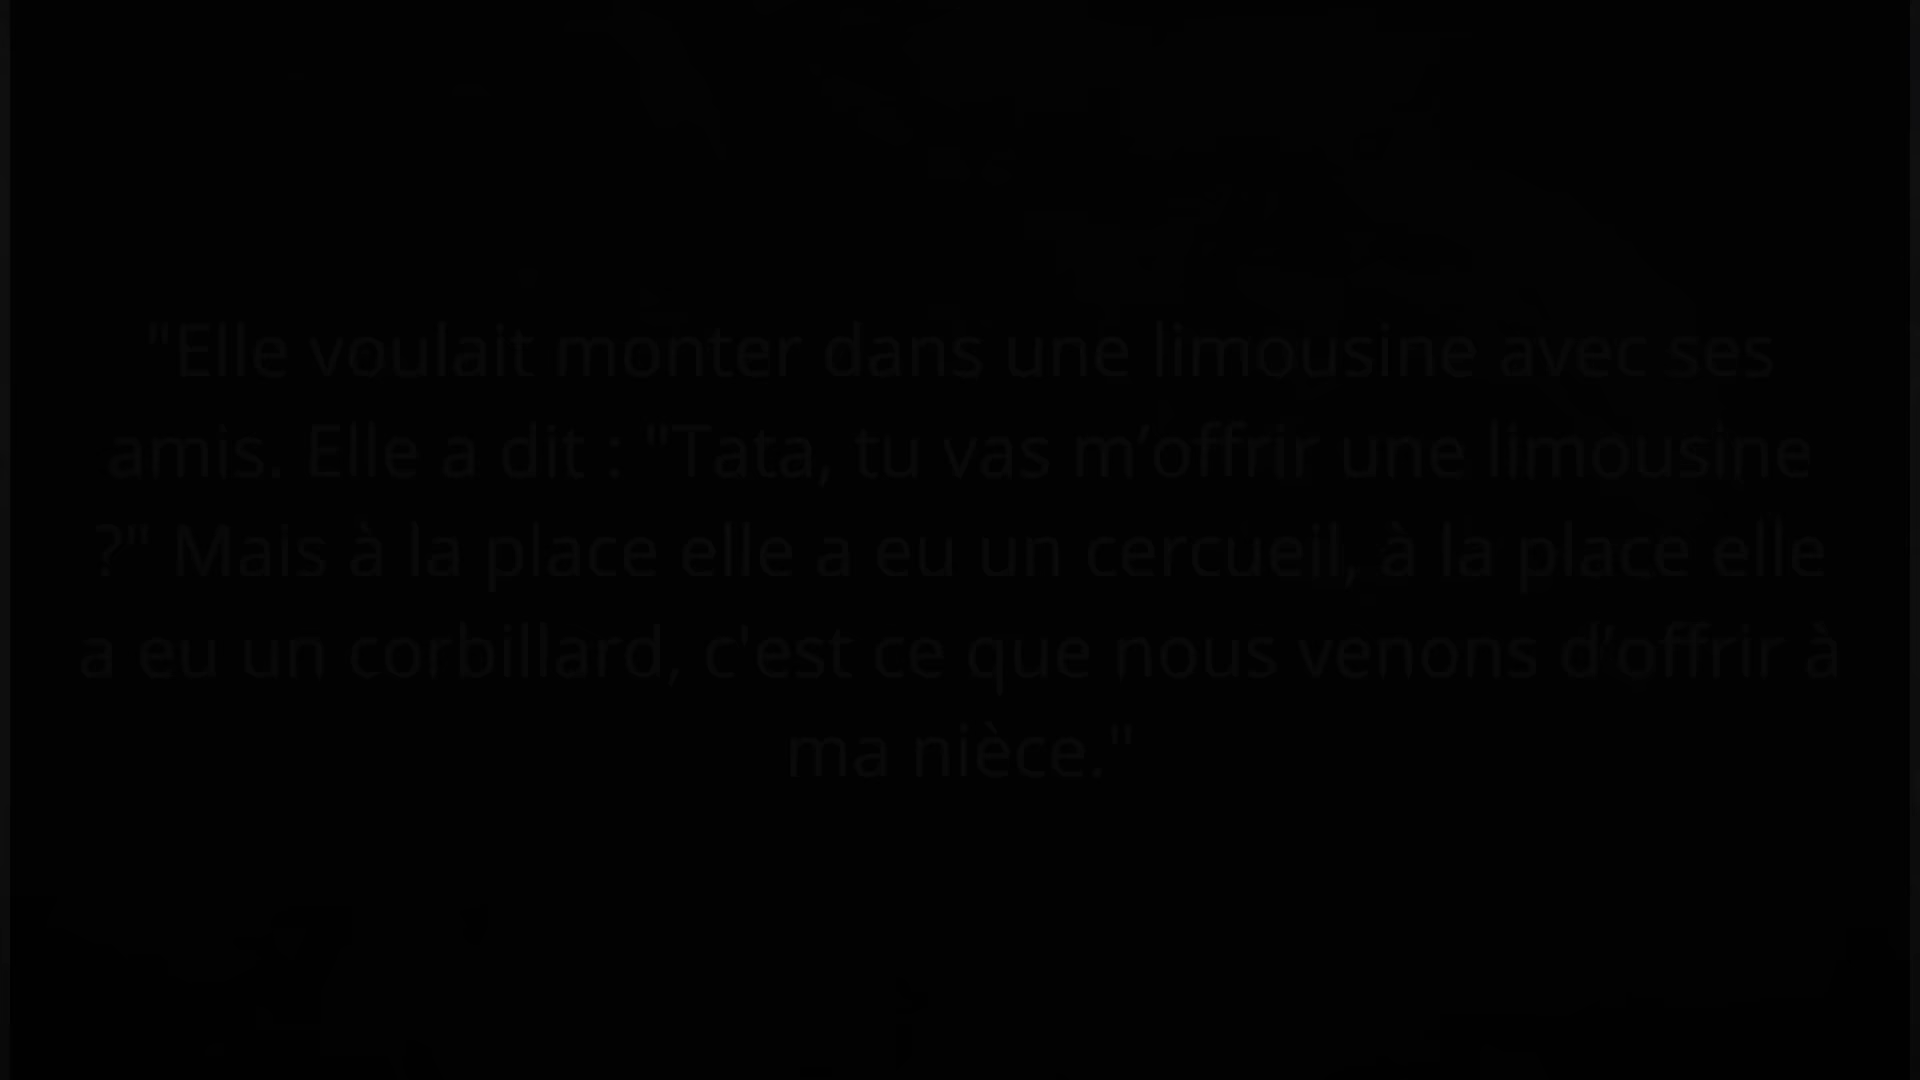 "Elle voulait monter dans une limousine avec ses
amis. Elle a dit : "Tata, tu vas m’offrir une limousine
?" Mais à la place elle a eu un cercueil, à la place elle
a eu un corbillard, c'est ce que nous venons d’offrir à
ma nièce."